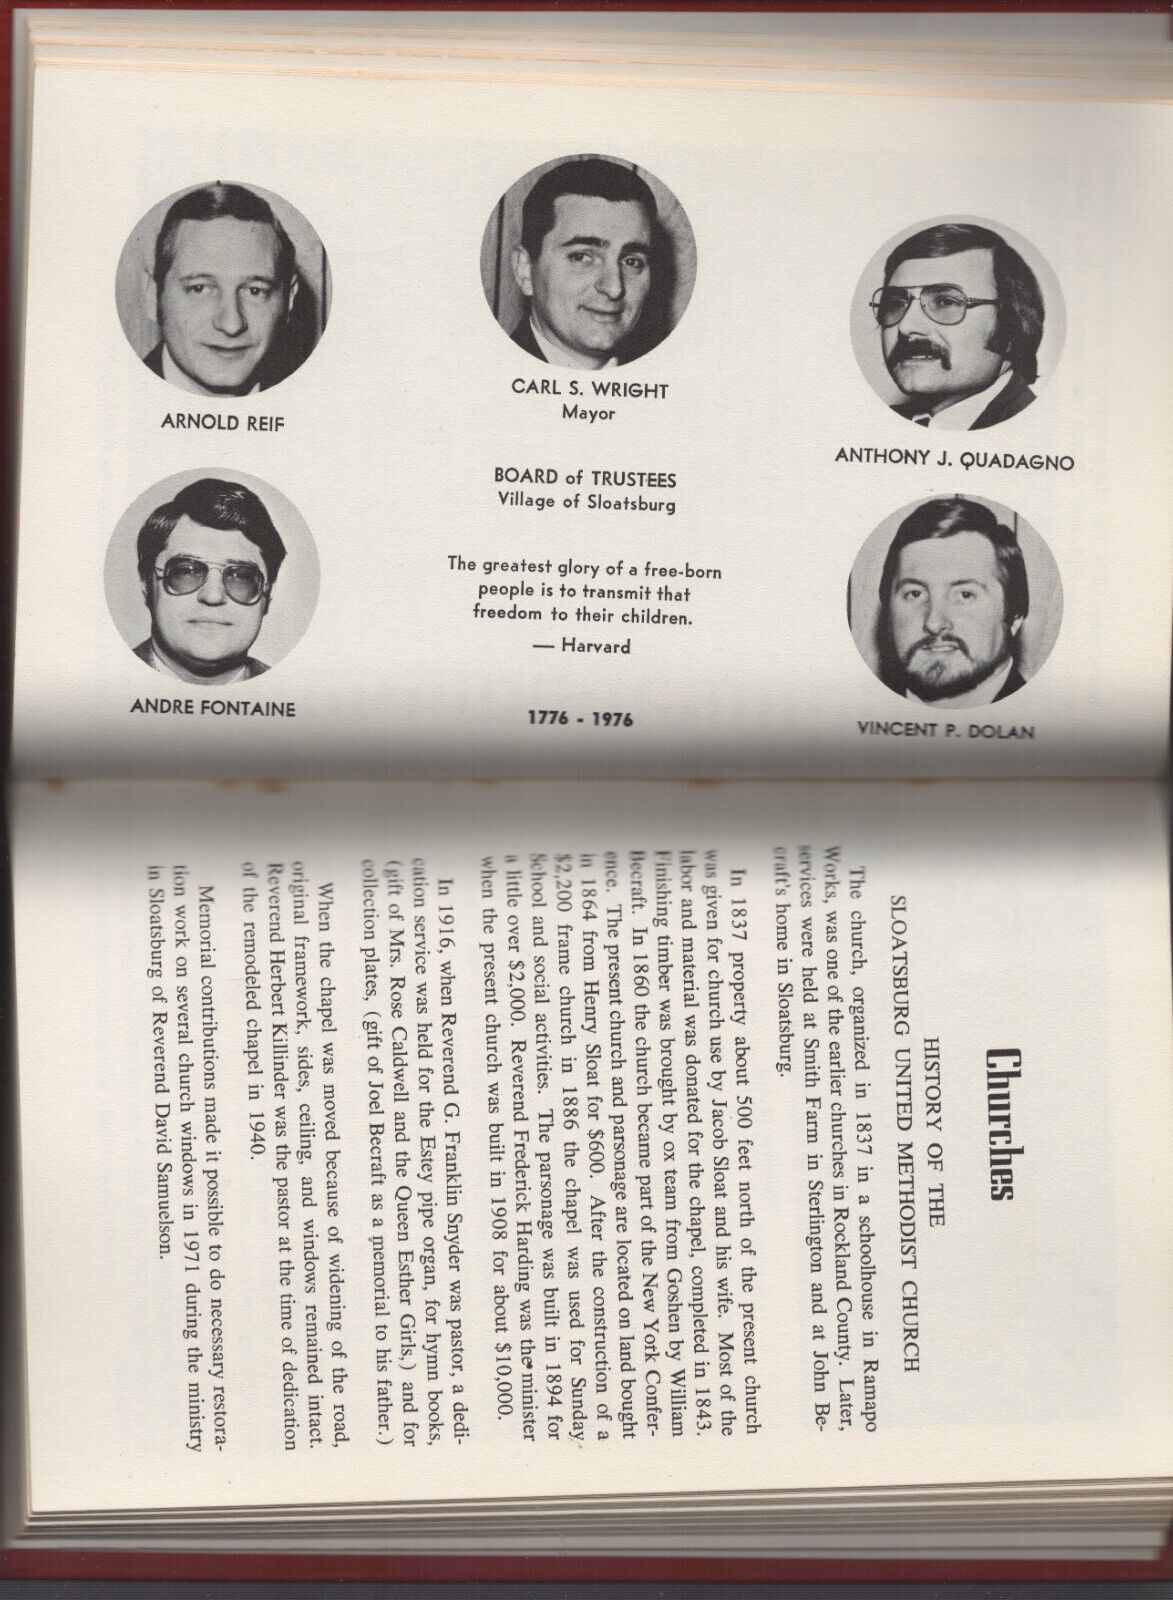 ARNOLD REIF
CARL S. WRIGHT
Mayor
ANTHONY J. QUADAGNO
BOARD of TRUSTEES
Village of Sloatsburg
The greatest glory of a free-born
people is to transmit that
freedom to their children.
— Harvard
ANDRE FONTAINE
1776 - 1976
VINCENT P. DOLAN
Churches
HISTORY OF THE
SLOATSBURG UNITED METHODIST CHURCH
The church, organized in 1837 in a schoolhouse in Ramapo
Works, was one of the earlier churches in Rockland County. Later,
services were held at Smith Farm in Sterlington and at John Be-
craft's home in Sloatsburg.
In 1837 property about 500 feet north of the present church
was given for church use by Jacob Sloat and his wife. Most of the
labor and material was donated for the chapel, completed in 1843.
Finishing timber was brought by ox team from Goshen by William
Becraft. In 1860 the church became part of the New York Confer-
ence. The present church and parsonage are located on land bought
in 1864 from Henry Sloat for $600. After the construction of a
$2,200 frame church in 1886 the chapel was used for Sunday
School and social activities. The parsonage was built in 1894 for
a little over $2,000. Reverend Frederick Harding was the minister
when the present church was built in 1908 for about $10,000.
In 1916, when Reverend G. Franklin Snyder was pastor, a dedi-
cation service was held for the Estey pipe organ, for hymn books,
(gift of Mrs. Rose Caldwell and the Queen Esther Girls,) and for
collection plates, (gift of Joel Becraft as a memorial to his father.)
When the chapel was moved because of widening of the road,
original framework, sides, ceiling, and windows remained intact.
Reverend Herbert Killinder was the pastor at the time of dedication
of the remodeled chapel in 1940.
Memorial contributions made it possible to do necessary restora-
tion work on several church windows in 1971 during the ministry
in Sloatsburg of Reverend David Samuelson.